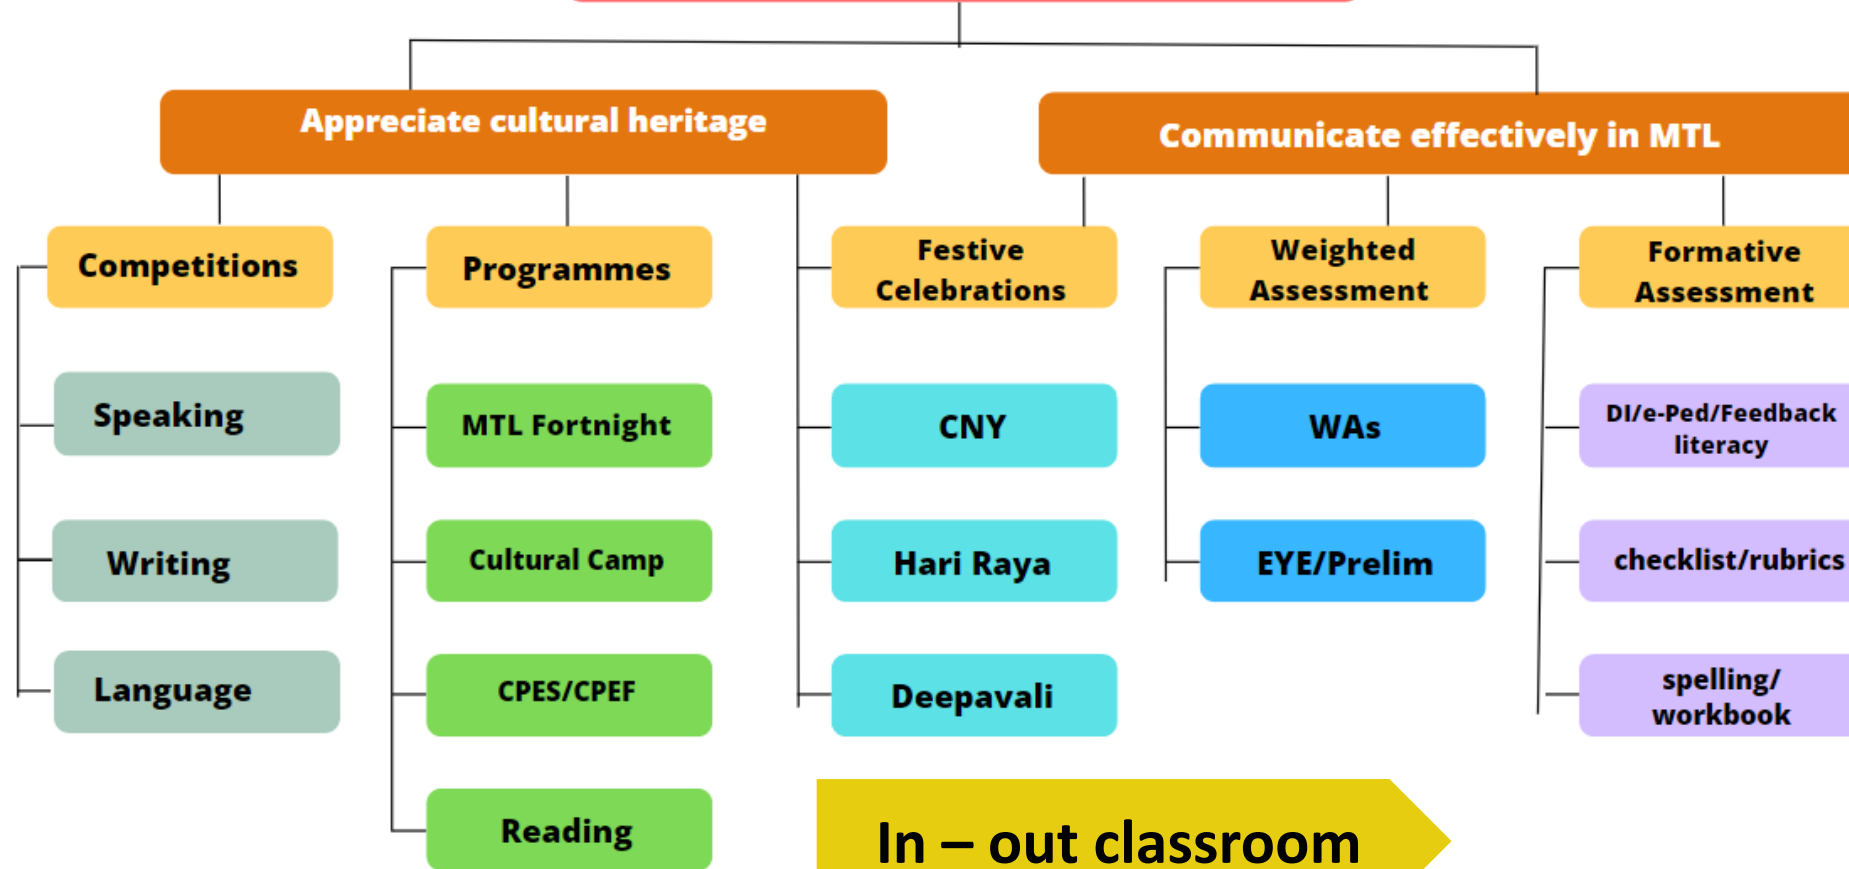 Appreciate cultural heritage
Communicate effectively in MTL
Competitions
Speaking
Writing
Language
Programmes
MTL Fortnight
Cultural Camp
CPES/CPEF
Reading
Festive
Celebrations
CNY
Hari Raya
Deepavali
Weighted
Assessment
WAs
EYE/Prelim
Formative
Assessment
DI/e-Ped/Feedback
literacy
checklist/rubrics
spelling/
workbook
In – out classroom